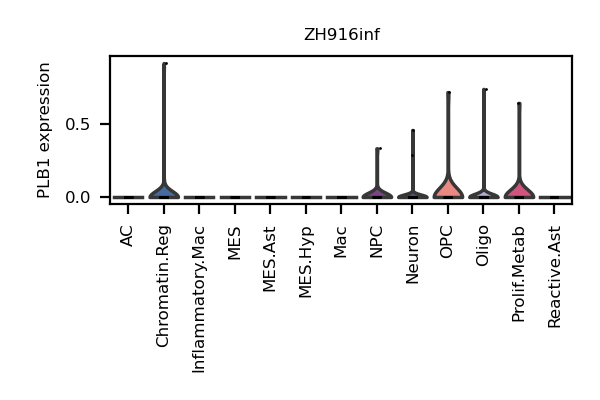 ZH916inf
PLB1 expression
0.5
0.0
AC
Chromatin.Reg
Inflammatory.Mac
MES
MES.Ast
MES.Hyp
Mac
NPC
Neuron
OPC
Oligo
Prolif.Metab
Reactive.Ast